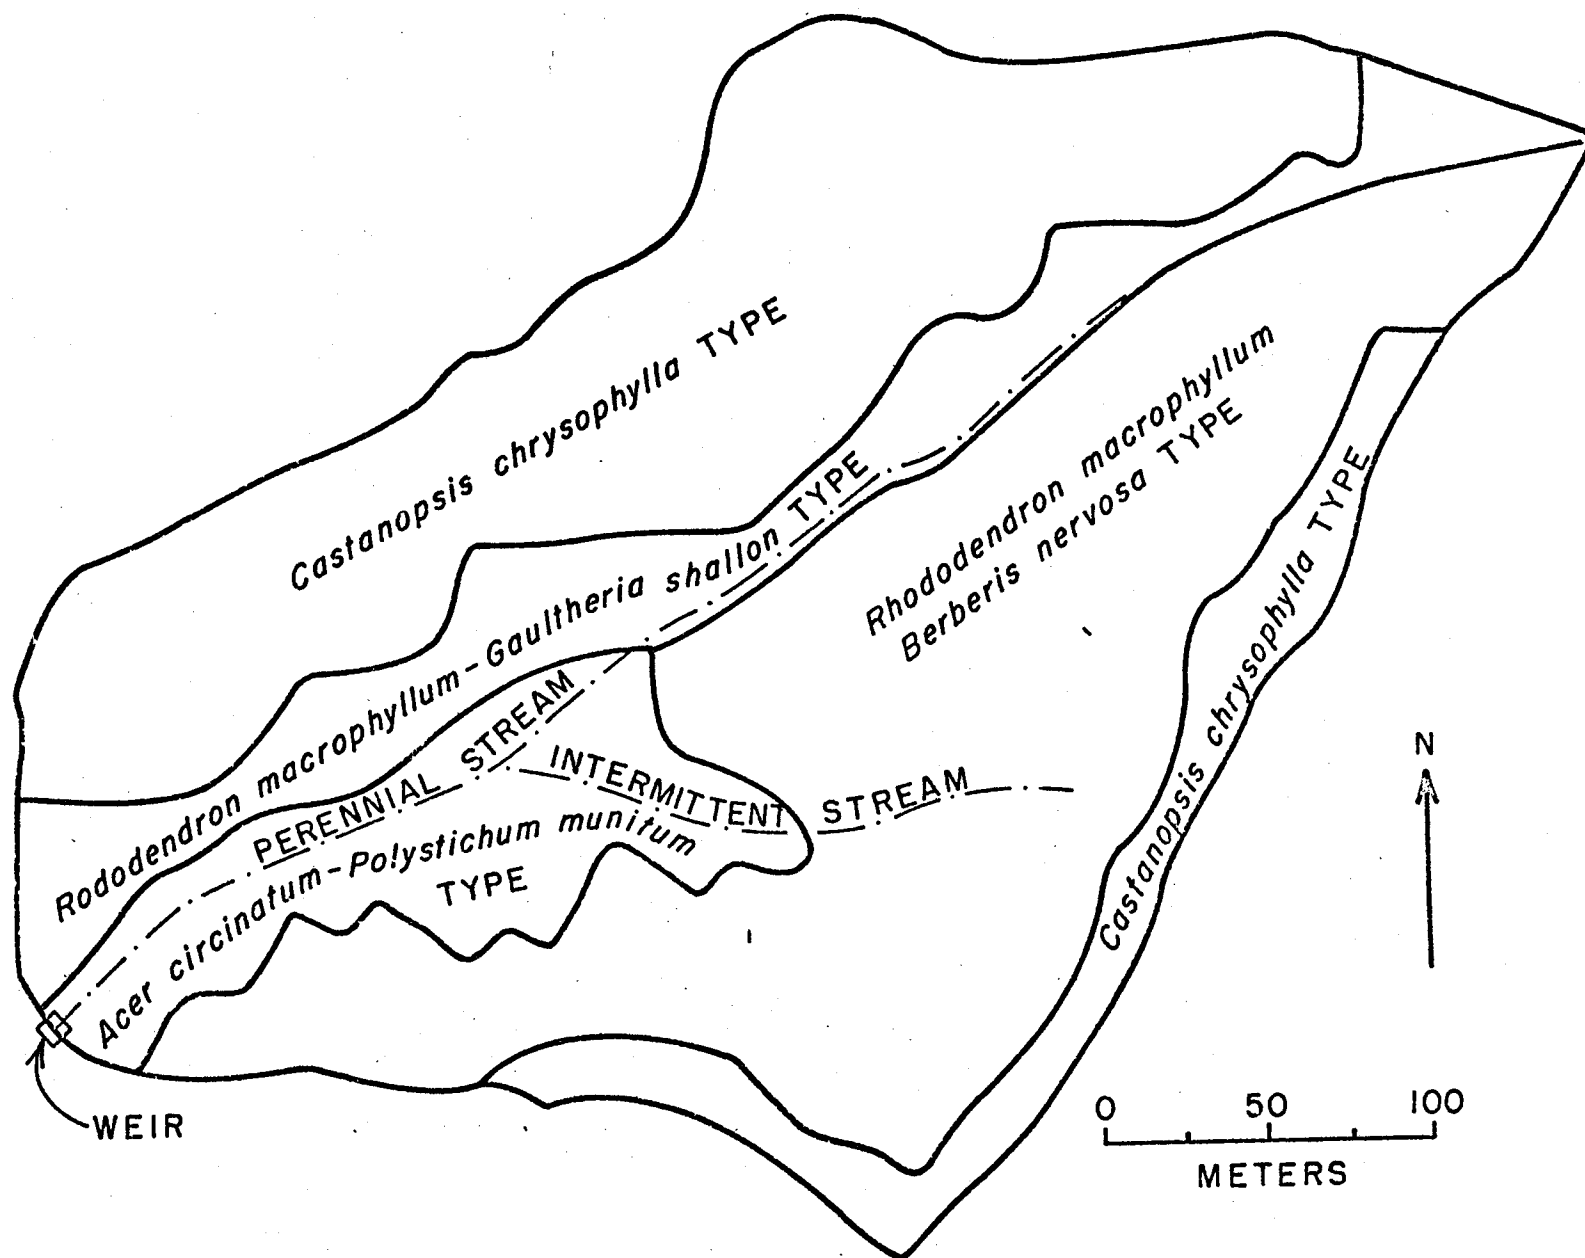 Castanopsis chrysophylla TYPE
Rododendron macrophyllum-Gaultheria shallon TYPE
Rhododendron macrophyllum
Berberis nervosa TYPE
PERENNIAL STREAM
INTERMITTENT STREAM
Acer circinatum-Polystichum munitum
TYPE
Castanopsis chrysophylla TYPE
N
WEIR
0 50 100
METERS